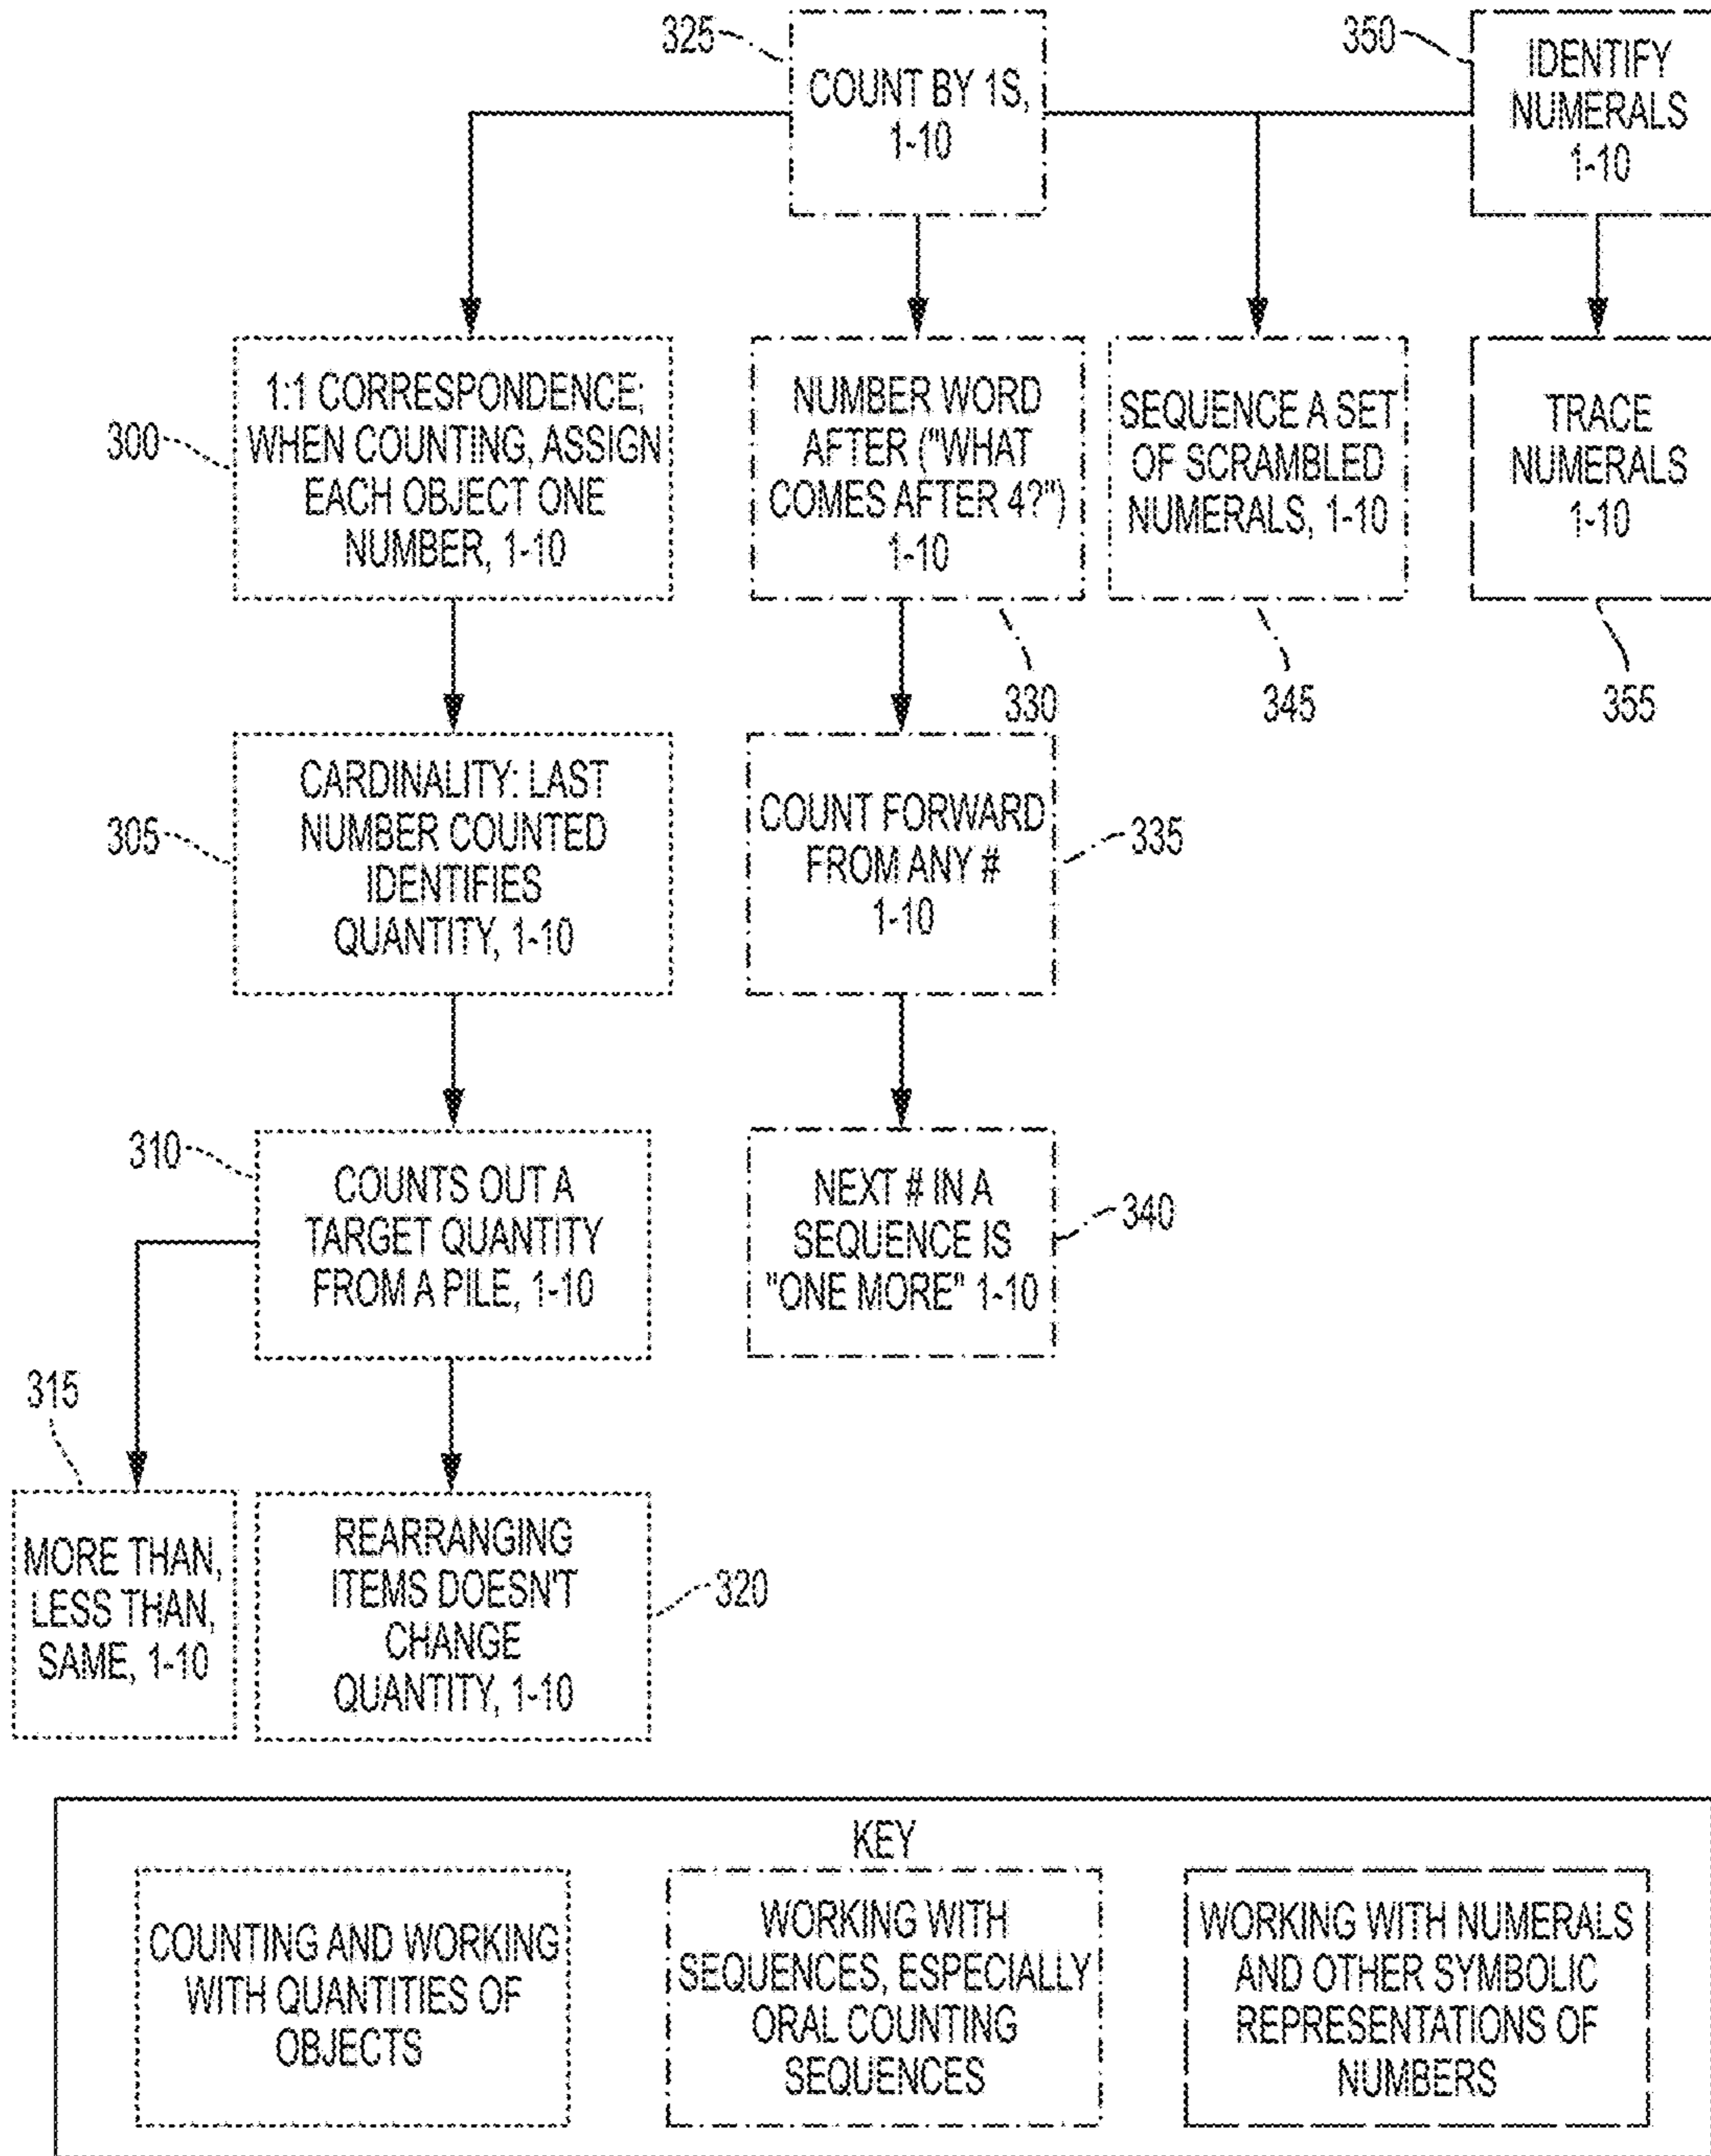 325
COUNT BY 1S,
1-10
350
IDENTIFY
NUMERALS
1-10
300
1:1 CORRESPONDENCE;
WHEN COUNTING, ASSIGN
EACH OBJECT ONE
NUMBER, 1-10
NUMBER WORD
AFTER ("WHAT
COMES AFTER 4?")
1-10
330
SEQUENCE A SET
OF SCRAMBLED
NUMERALS, 1-10
345
TRACE
NUMERALS
1-10
355
305
CARDINALITY: LAST
NUMBER COUNTED
IDENTIFIES
QUANTITY, 1-10
COUNT FORWARD
FROM ANY #
1-10
335
310
COUNTS OUT A
TARGET QUANTITY
FROM A PILE, 1-10
NEXT # IN A
SEQUENCE IS
"ONE MORE" 1-10
340
315
MORE THAN,
LESS THAN,
SAME, 1-10
REARRANGING
ITEMS DOESN'T
CHANGE
QUANTITY, 1-10
320
KEY
COUNTING AND WORKING
WITH QUANTITIES OF
OBJECTS
WORKING WITH
SEQUENCES, ESPECIALLY
ORAL COUNTING
SEQUENCES
WORKING WITH NUMERALS
AND OTHER SYMBOLIC
REPRESENTATIONS OF
NUMBERS